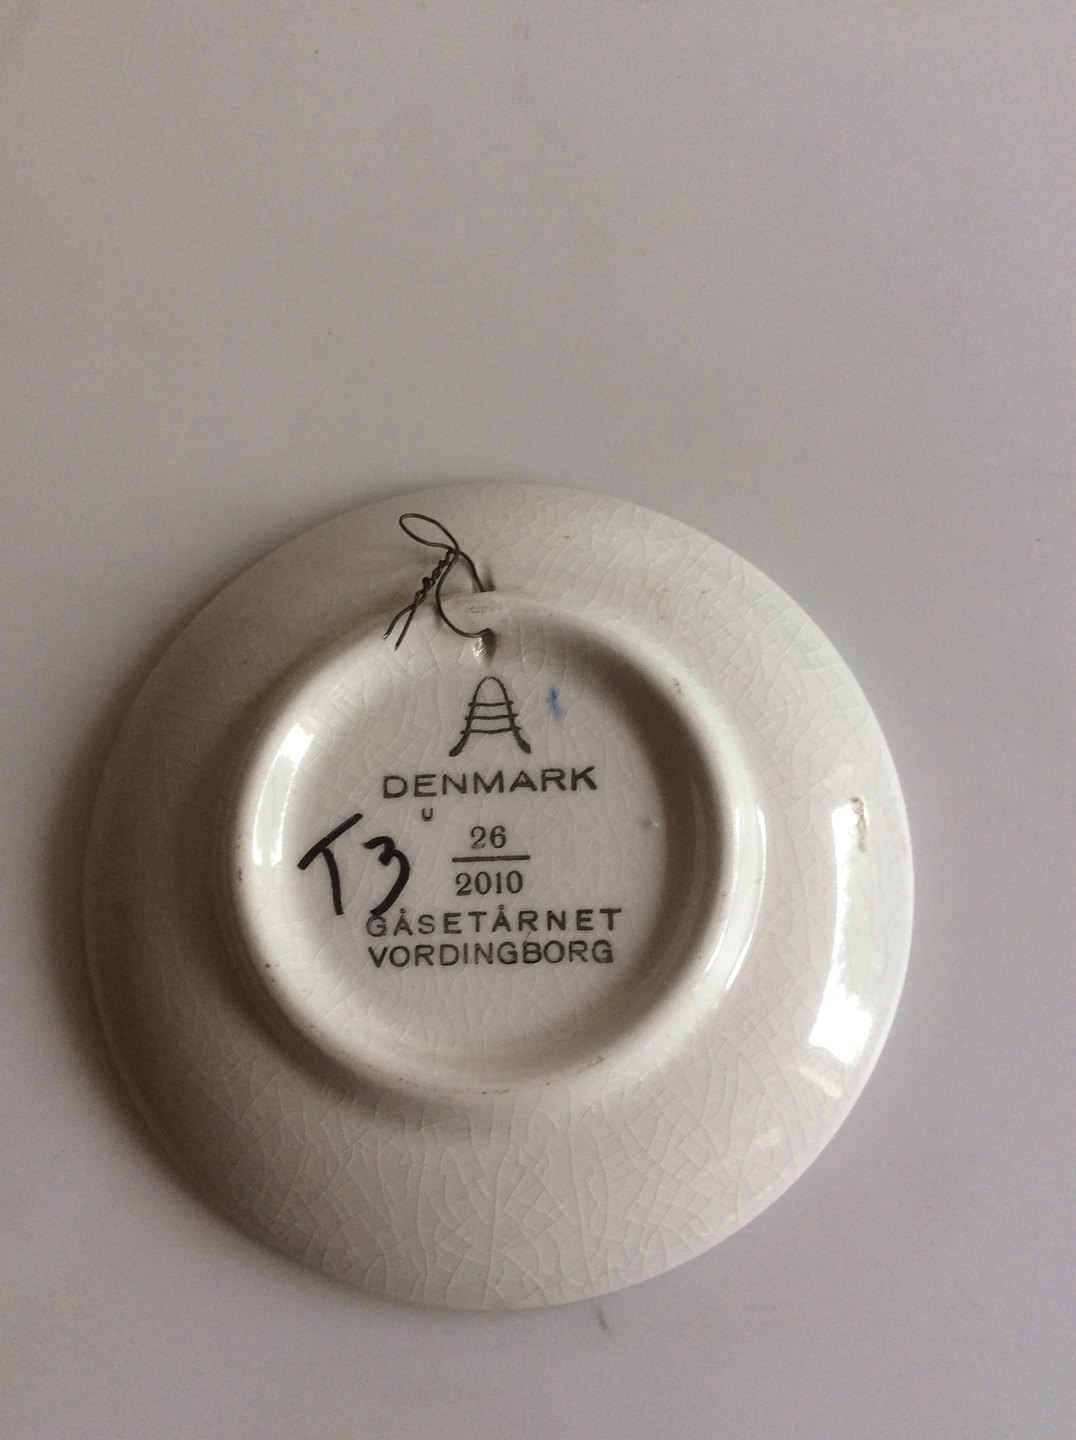 DENMARK
U
26
2010
T3
GÅSETÅRNET
VORDINGBORG